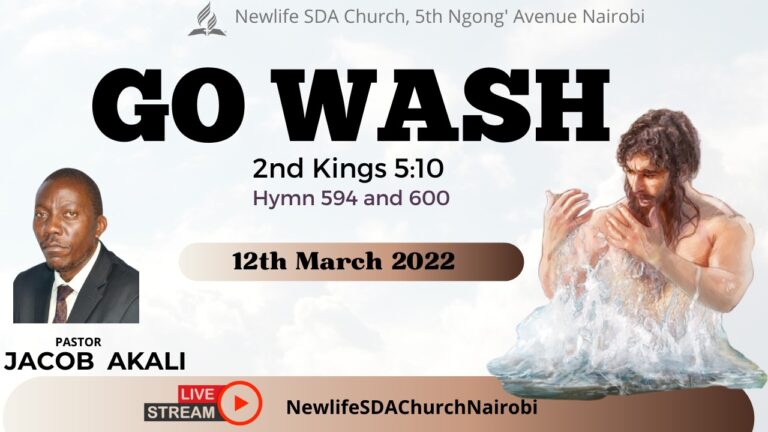 Newlife SDA Church, 5th Ngong' Avenue Nairobi
GO WASH
2nd Kings 5:10
Hymn 594 and 600
12th March 2022
PASTOR
JACOB AKALI
LIVE
STREAM
NewlifeSDAChurchNairobi